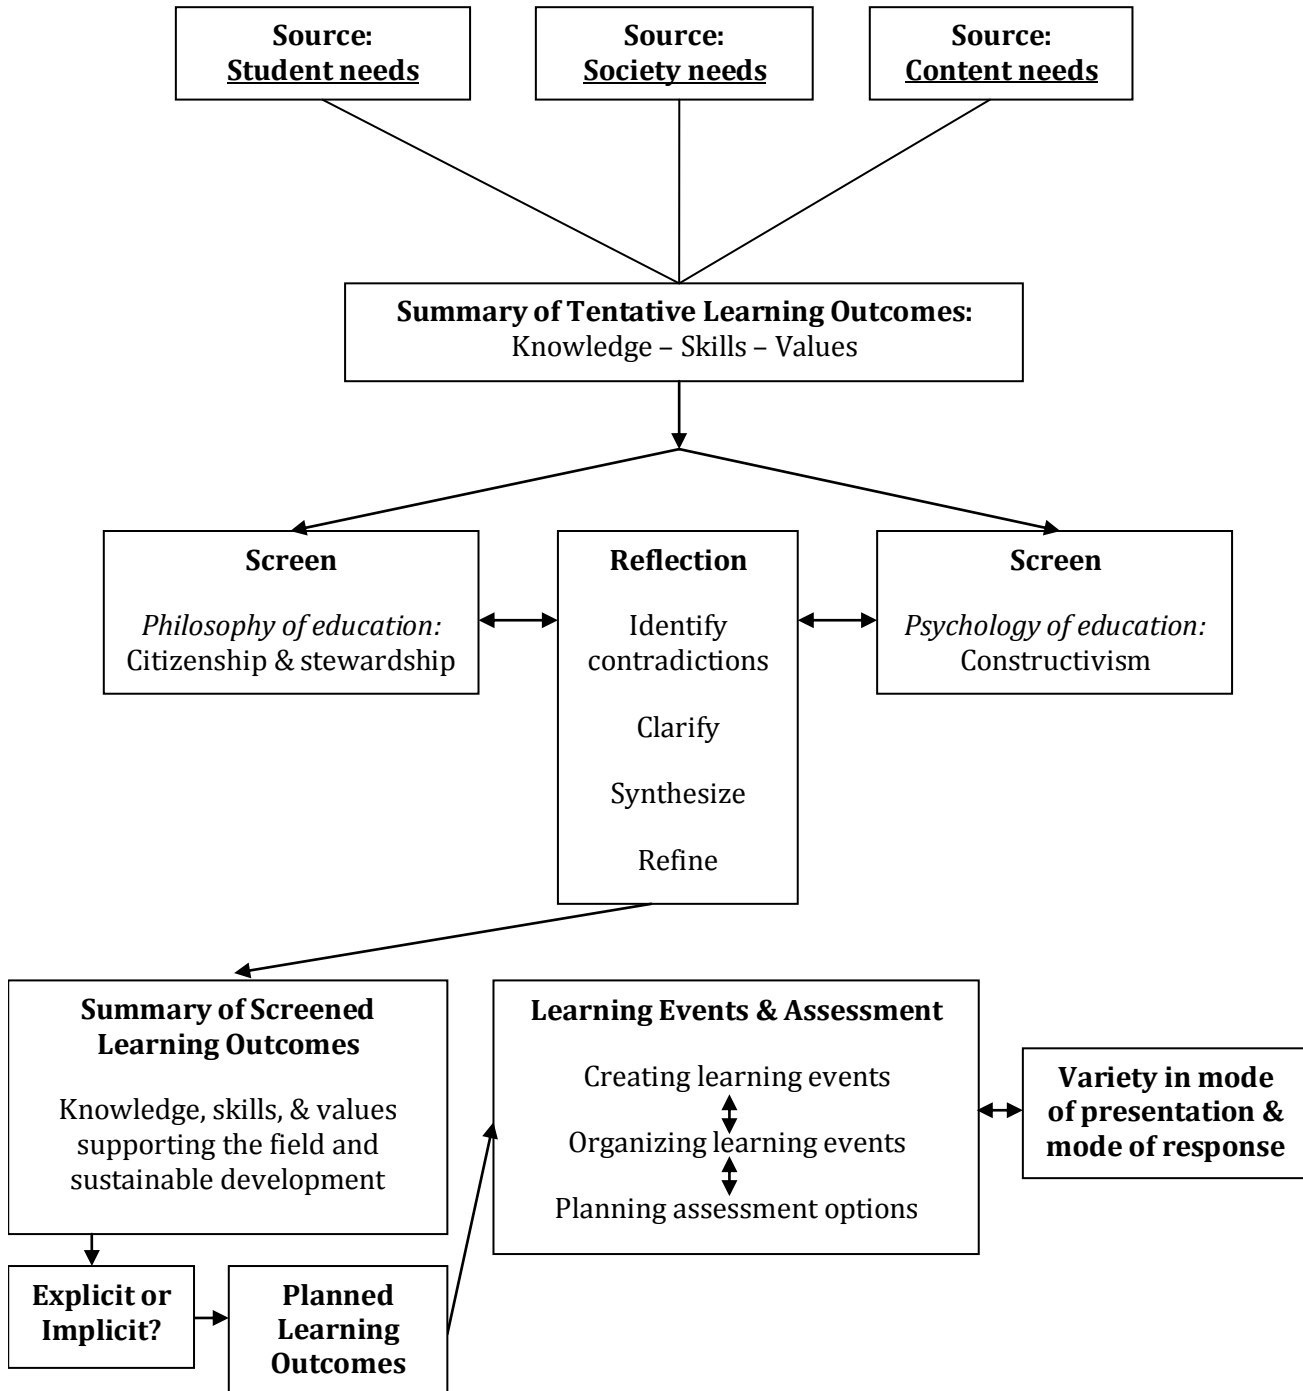 Source:
Student needs
Source:
Society needs
Source:
Content needs
Summary of Tentative Learning Outcomes:
Knowledge – Skills – Values
Screen
Philosophy of education:
Citizenship & stewardship
Reflection
Identify
contradictions
Clarify
Synthesize
Refine
Screen
Psychology of education:
Constructivism
Summary of Screened
Learning Outcomes
Knowledge, skills, & values
supporting the field and
sustainable development
Explicit or
Implicit?
Planned
Learning
Outcomes
Learning Events & Assessment
Creating learning events
Organizing learning events
Planning assessment options
Variety in mode
of presentation &
mode of response